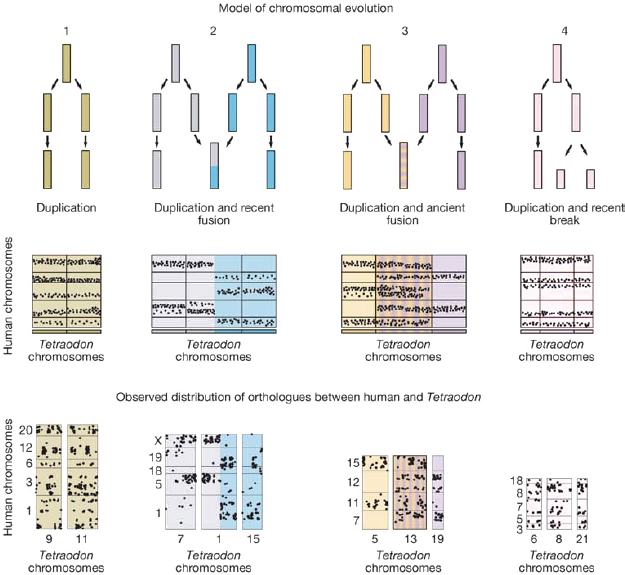 Model of chromosomal evolution
1 2 3 4
Duplication
Duplication and recent
fusion
Duplication and ancient
fusion
Duplication and recent
break
Human chromosomes
Tetraodon
chromosomes
Tetraodon
chromosomes
Tetraodon
chromosomes
Tetraodon
chromosomes
Observed distribution of orthologues between human and Tetraodon
Human chromosomes
20
12
6
3
1
9 11
Tetraodon
chromosomes
X
19
18
5
1
7 1 15
Tetraodon
chromosomes
15
12
11
7
5 13 19
Tetraodon
chromosomes
18
8
7
5
3
6 8 21
Tetraodon
chromosomes